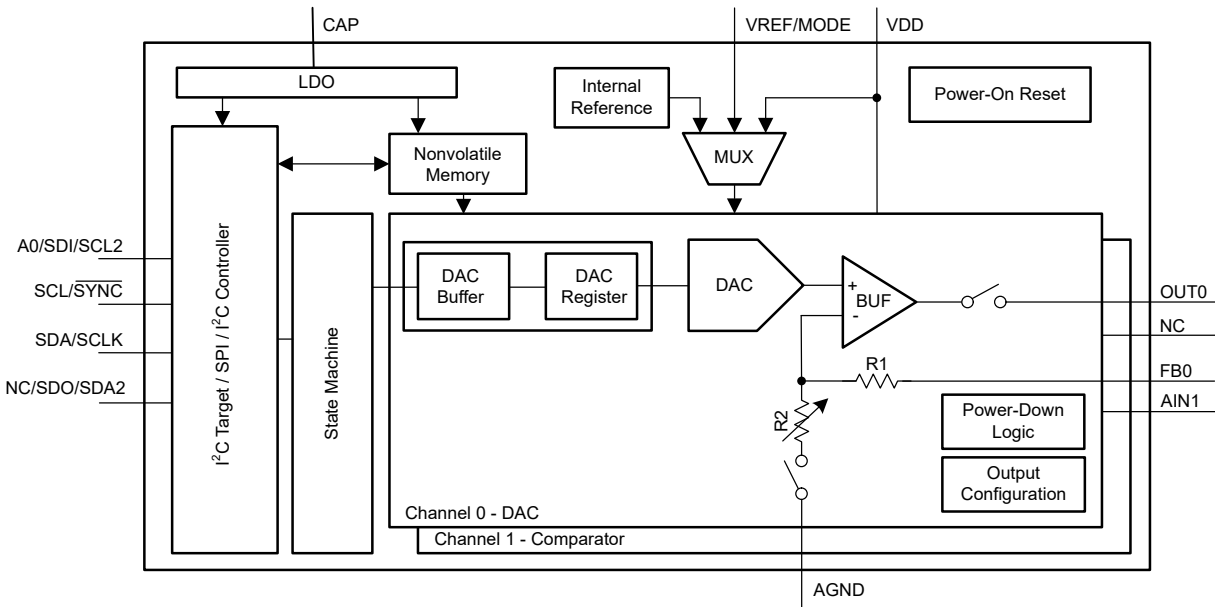 CAP
VREF/MODE
VDD
LDO
Internal
Reference
Power-On Reset
MUX
Nonvolatile
Memory
A0/SDI/SCL2
SCL/SYNC
SDA/SCLK
NC/SDO/SDA2
I²C Target / SPI / I²C Controller
State Machine
DAC
Buffer
DAC
Register
DAC
+
BUF
-
OUT0
NC
R1
FB0
AIN1
R2
Power-Down
Logic
Output
Configuration
Channel 0 - DAC
Channel 1 - Comparator
AGND